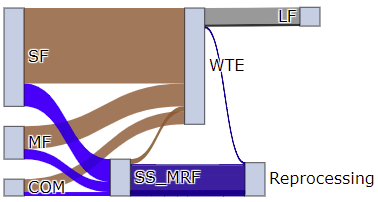 LF
SF
WTE
MF
COM
SS_MRF
Reprocessing